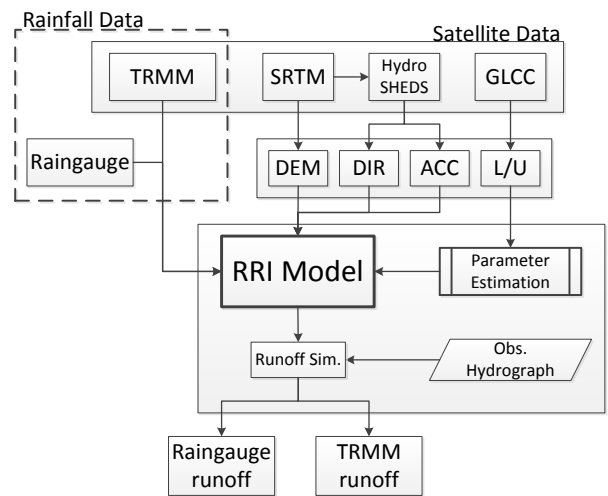 Rainfall Data
Satellite Data
TRMM
SRTM
Hydro
SHEDS
GLCC
Raingauge
DEM
DIR
ACC
L/U
RRI Model
Parameter
Estimation
Runoff Sim.
Obs.
Hydrograph
Raingauge
runoff
TRMM
runoff